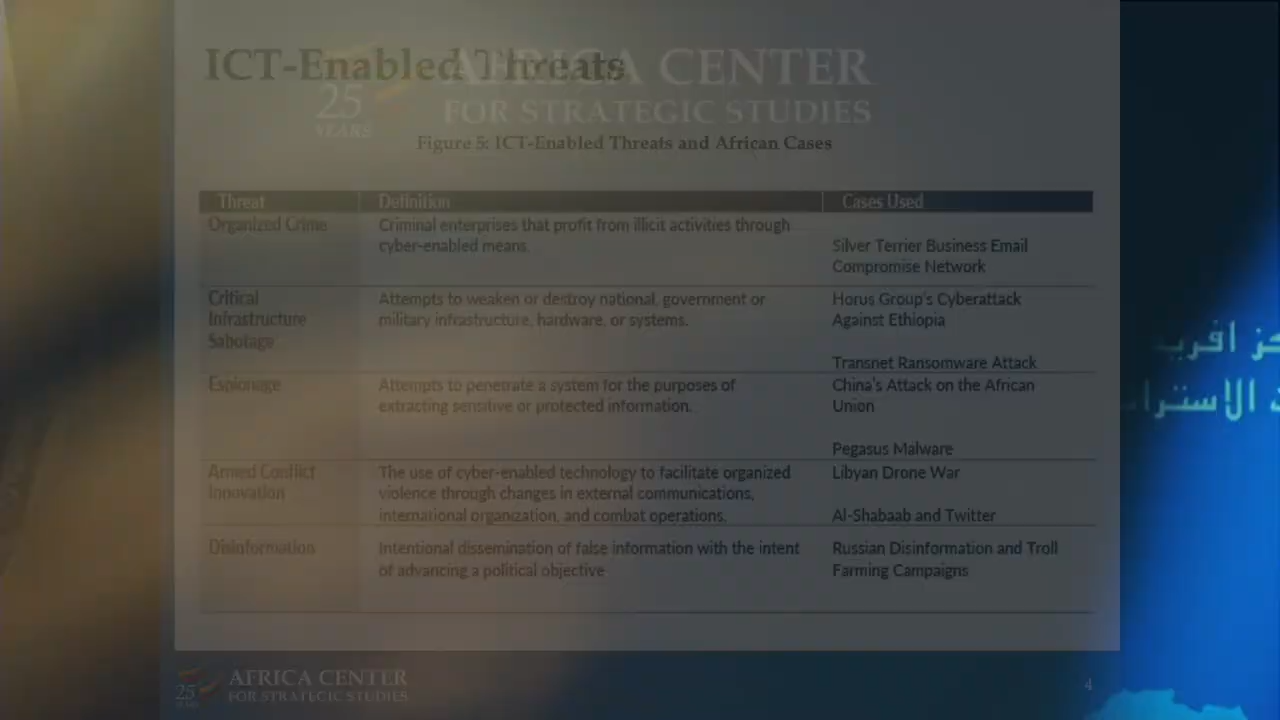 ICT-Enabled Threats
AFRICA CENTER
FOR STRATEGIC STUDIES
25
YEARS
Figure 5: ICT-Enabled Threats and African Cases
Threat Definition Cases Used
Organized Crime
Criminal enterprises that profit from illicit activities through
cyber-enabled means.
Silver Terrier Business Email
Compromise Network
Critical
Infrastructure
Sabotage
Attempts to weaken or destroy national, government or
military infrastructure, hardware, or systems.
Horus Group's Cyberattack
Against Ethiopia
Transnet Ransomware Attack
Espionage
Attempts to penetrate a system for the purposes of
extracting sensitive or protected information.
China's Attack on the African
Union
Pegasus Malware
Armed Conflict
Innovation
The use of cyber-enabled technology to facilitate organized
violence through changes in external communications,
international organization, and combat operations.
Libyan Drone War
Al-Shabaab and Twitter
Disinformation
Intentional dissemination of false information with the intent
of advancing a political objective
Russian Disinformation and Troll
Farming Campaigns
25
AFRICA CENTER
FOR STRATEGIC STUDIES
4